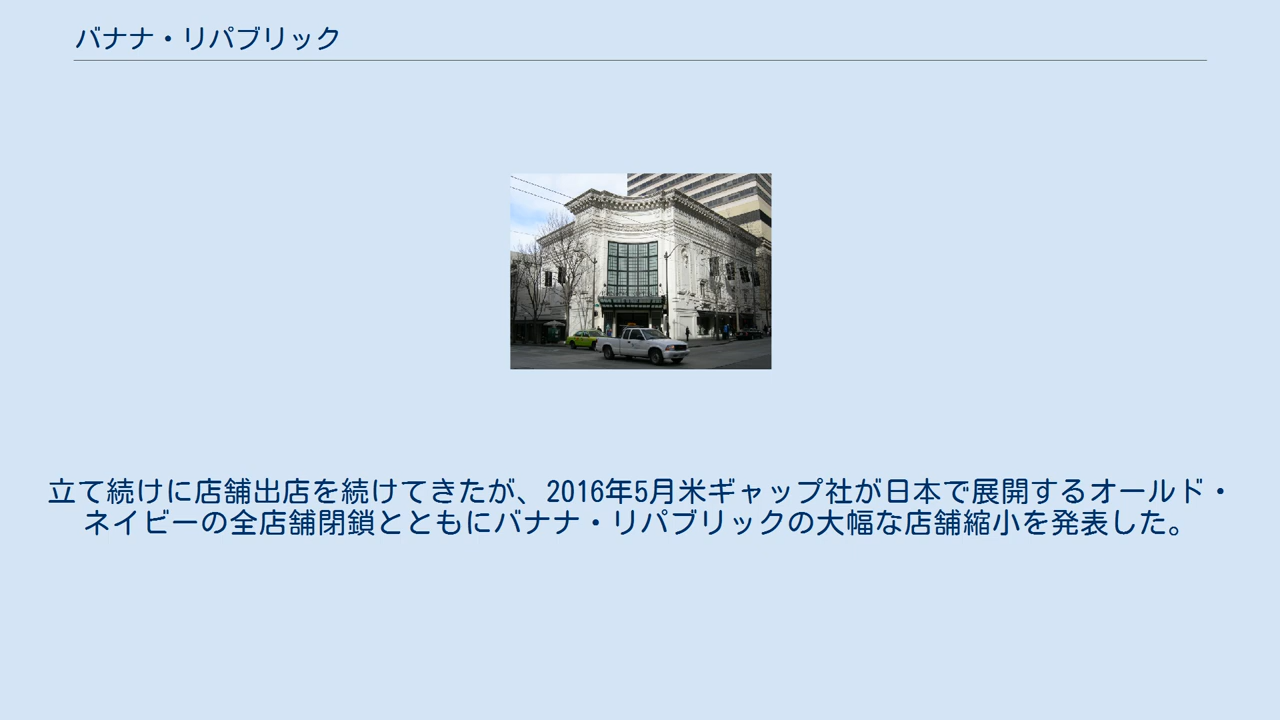 バナナ・リパブリック
立て続けに店舗出店を続けてきたが、2016年5月米ギャップ社が日本で展開するオールド・
ネイビーの全店舗閉鎖とともにバナナ・リパブリックの大幅な店舗縮小を発表した。